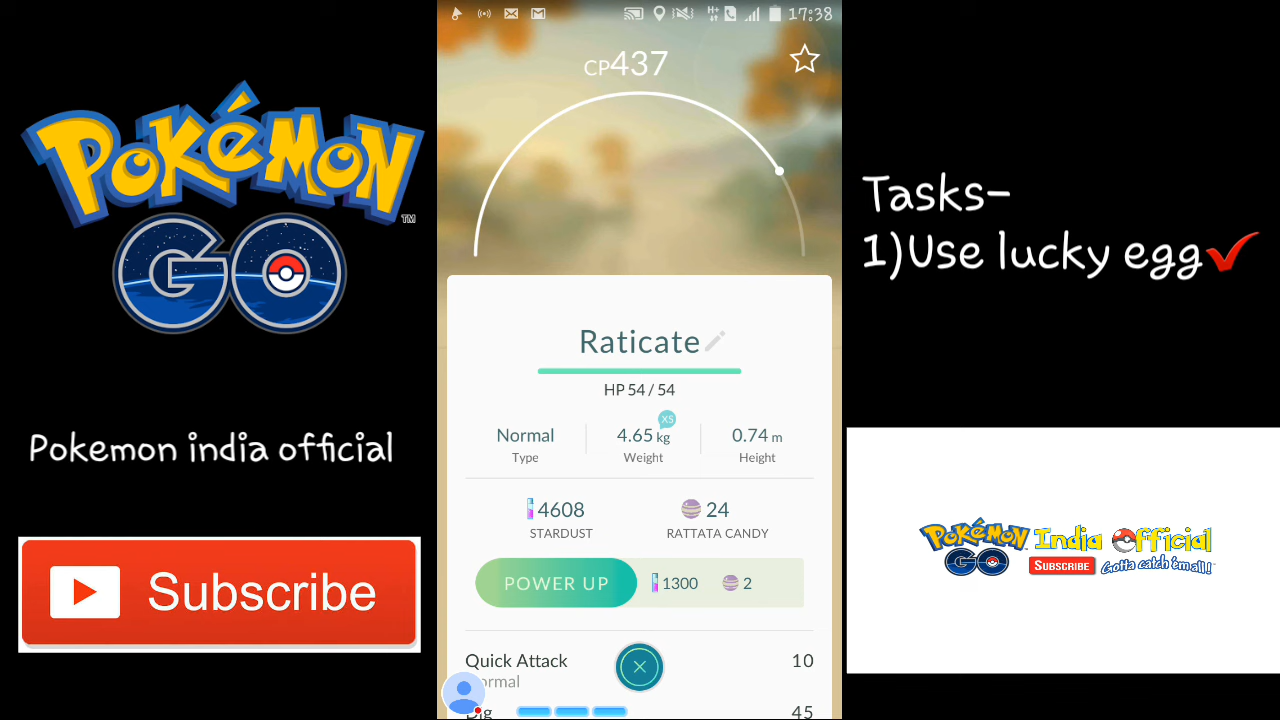 POKÉMON
GO
TM
Pokemon india official
Subscribe
17:38
H+
CP437
Raticate
HP 54 / 54
XS
Normal
4.65 kg
0.74 m
Type
Weight
Height
4608
24
STARDUST
RATTATA CANDY
POWER UP
1300
2
Quick Attack
10
ormal
Dig
45
Tasks-
1)Use lucky egg
POKÉMON India Official
GO SUBSCRIBE Gotta catch 'em all!